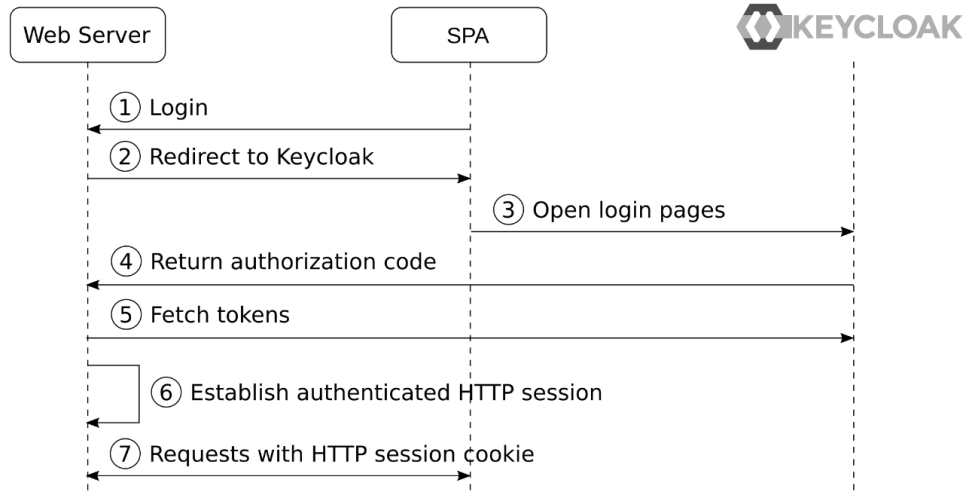 Web Server
SPA
KEYCLOAK
1 Login
2 Redirect to Keycloak
3 Open login pages
4 Return authorization code
5 Fetch tokens
6 Establish authenticated HTTP session
7 Requests with HTTP session cookie